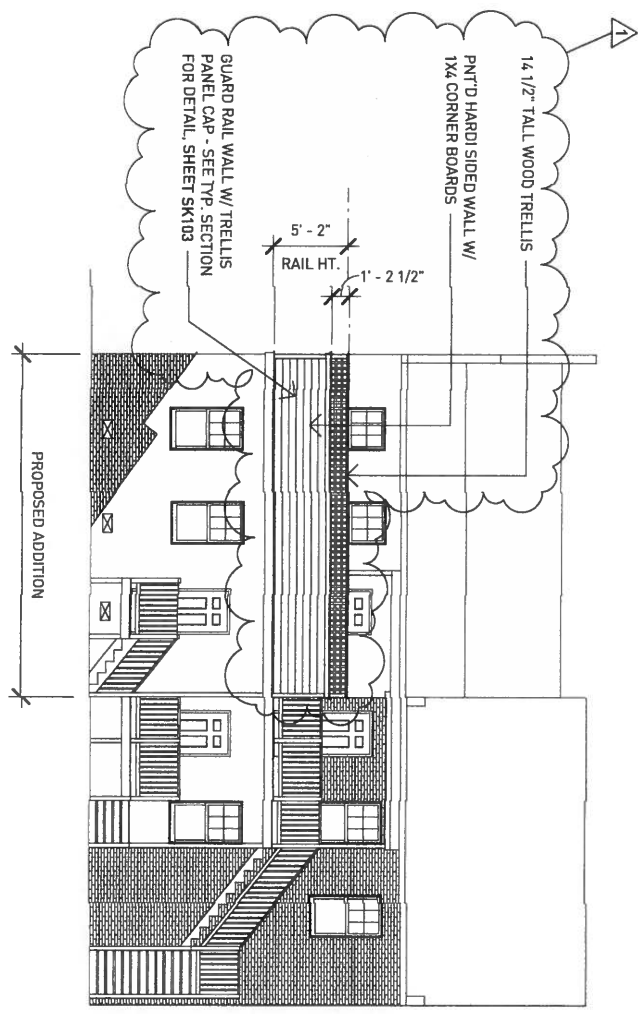 1
14 1/2" TALL WOOD TRELLIS
PNT'D HARDI SIDED WALL W/
1X4 CORNER BOARDS
GUARD RAIL WALL W/ TRELLIS
PANEL CAP - SEE TYP. SECTION
FOR DETAIL, SHEET SK103
5' - 2"
RAIL HT.
1' - 2 1/2"
PROPOSED ADDITION